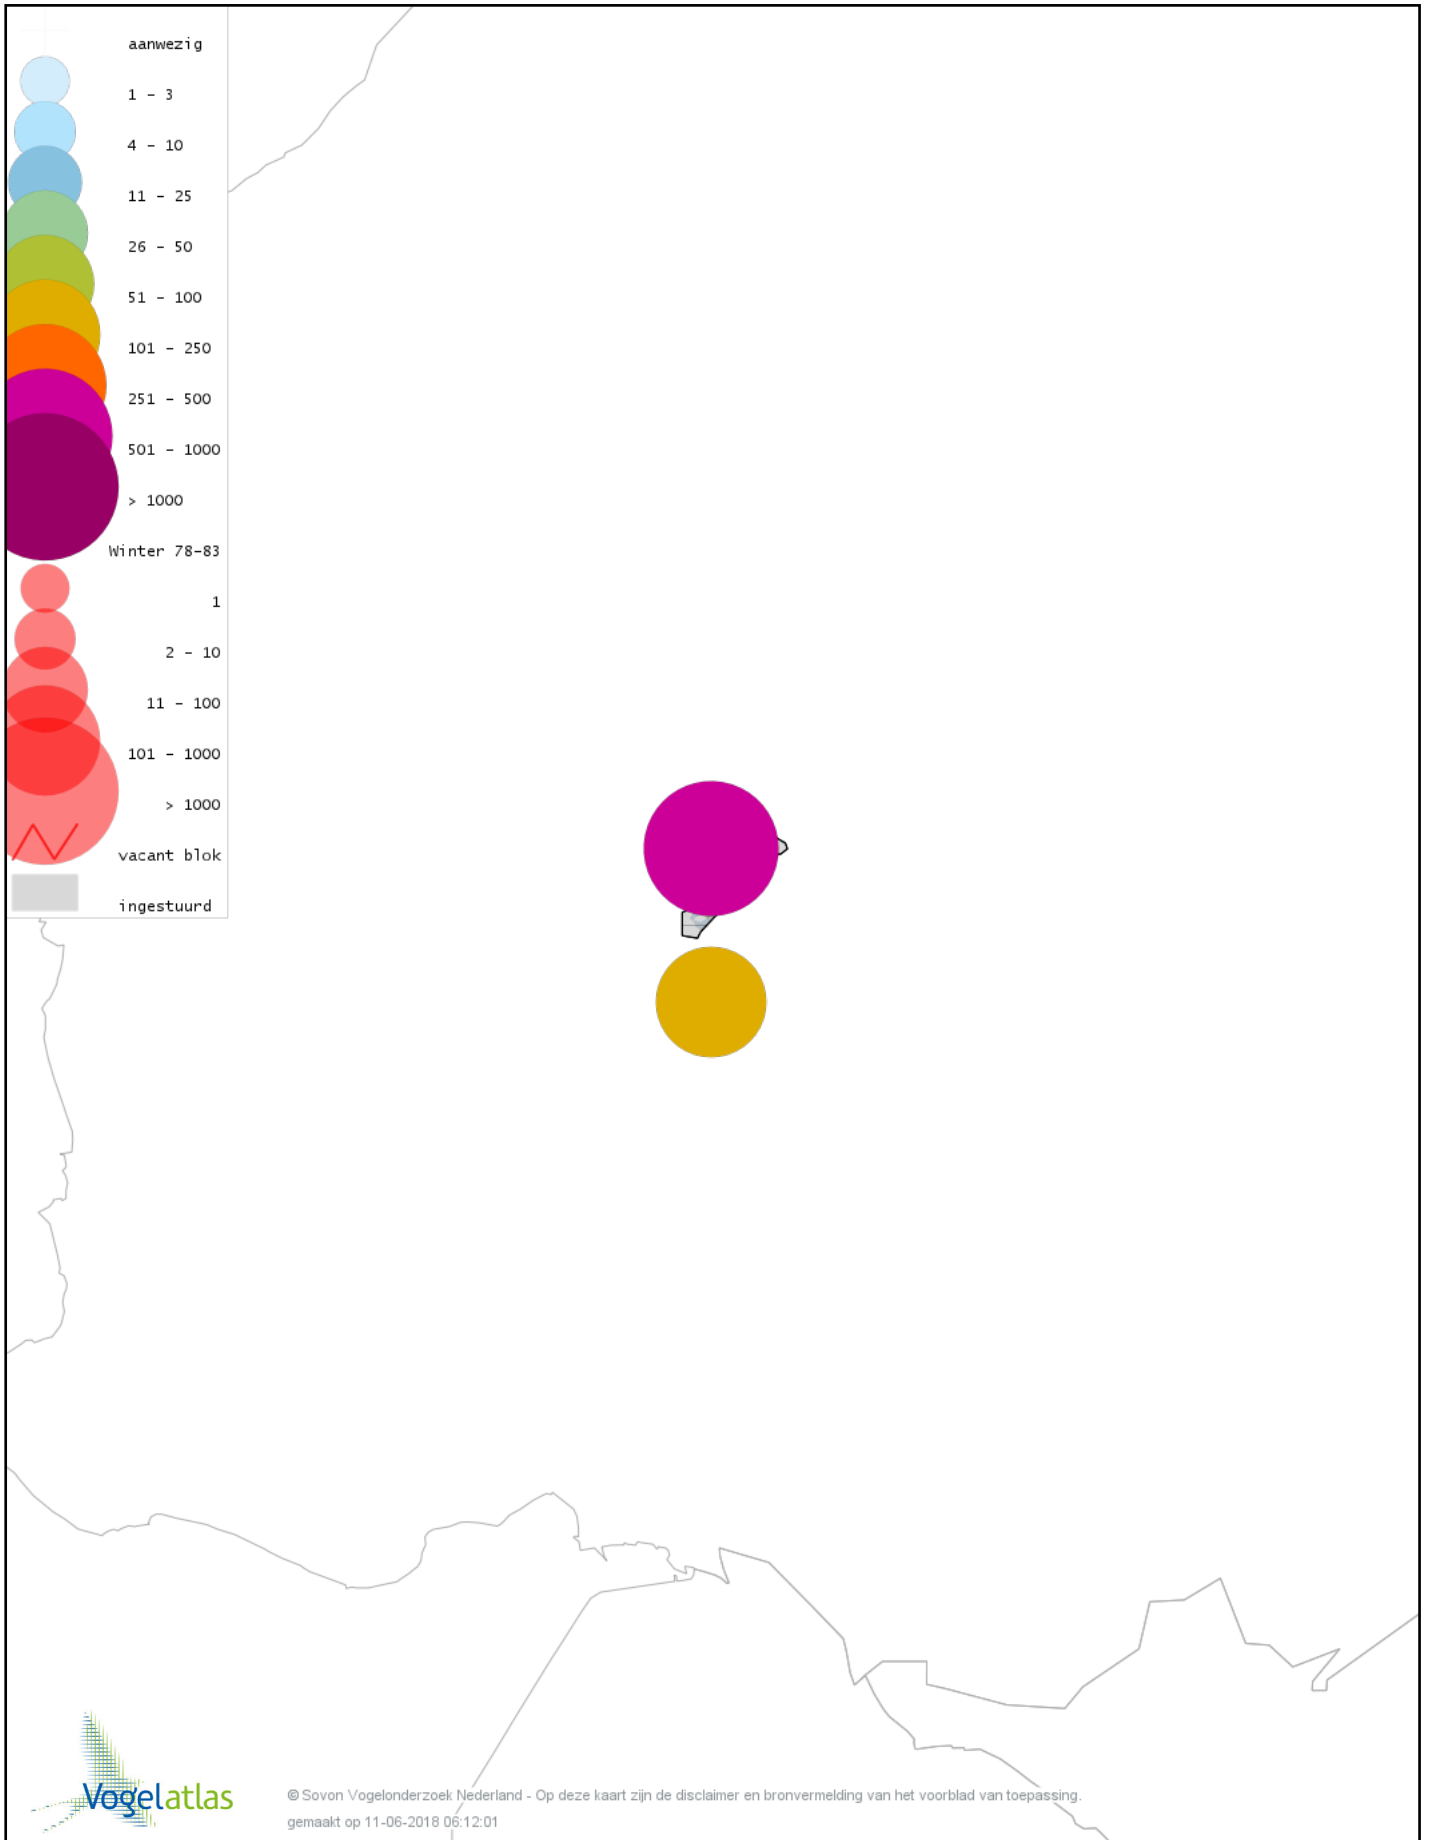 aanwezig
1 - 3
4 - 10
11 - 25
26 - 50
51 - 100
101 - 250
251 - 500
501 - 1000
> 1000
Winter 78-83
1
2 - 10
11 - 100
101 - 1000
> 1000
vacant blok
ingestuurd
Vogelatlas
© Sovon Vogelonderzoek Nederland - Op deze kaart zijn de disclaimer en bronvermelding van het voorblad van toepassing.
gemaakt op 11-06-2018 06:12:01